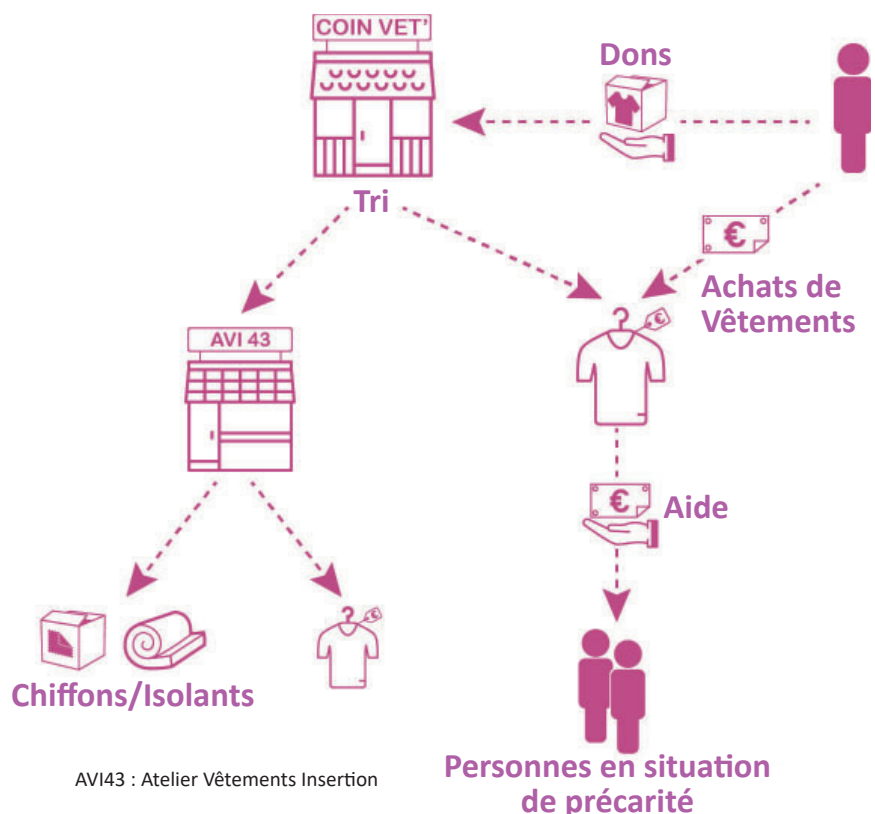 COIN VET'
Dons
Tri
€
Achats de
Vêtements
AVI 43
€
€
Aide
€
Chiffons/Isolants
AVI43 : Atelier Vêtements Insertion
Personnes en situation
de précarité